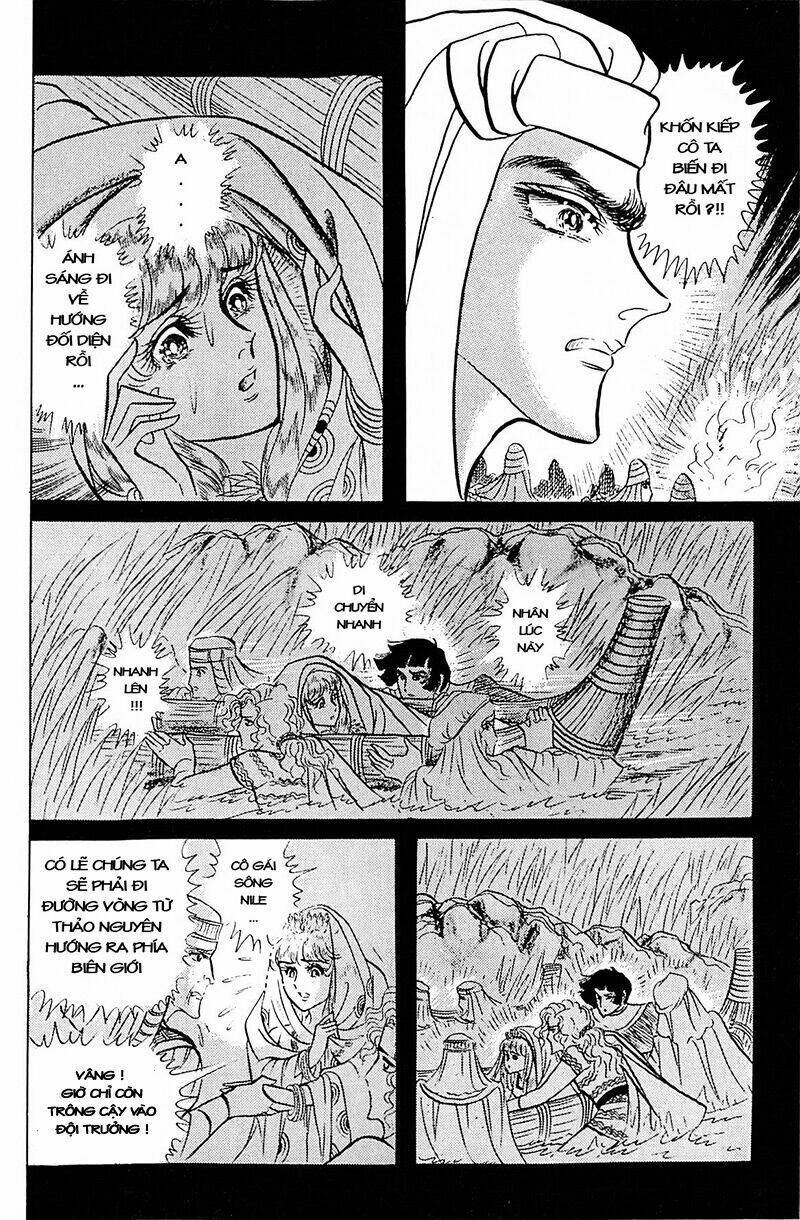 A
.
.
.
.
ÁNH
SÁNG ĐI
VỀ
HƯỚNG
ĐỐI DIỆN
RỒI
...
KHỐN KIẾP
CÔ TA
BIẾN ĐI
ĐÂU MẤT
RỒI ?!!
NHANH
LÊN
!!!
DI
CHUYỂN
NHANH
NHÂN
LÚC
NÀY
CÓ LẼ CHÚNG TA
SẼ PHẢI ĐI
ĐƯỜNG VÒNG TỪ
THẢO NGUYÊN
HƯỚNG RA PHÍA
BIÊN GIỚI
CÔ GÁI
SÔNG
NILE
...
VÂNG !
GIỜ CHỈ CÒN
TRÔNG CẬY VÀO
ĐỘI TRƯỞNG !